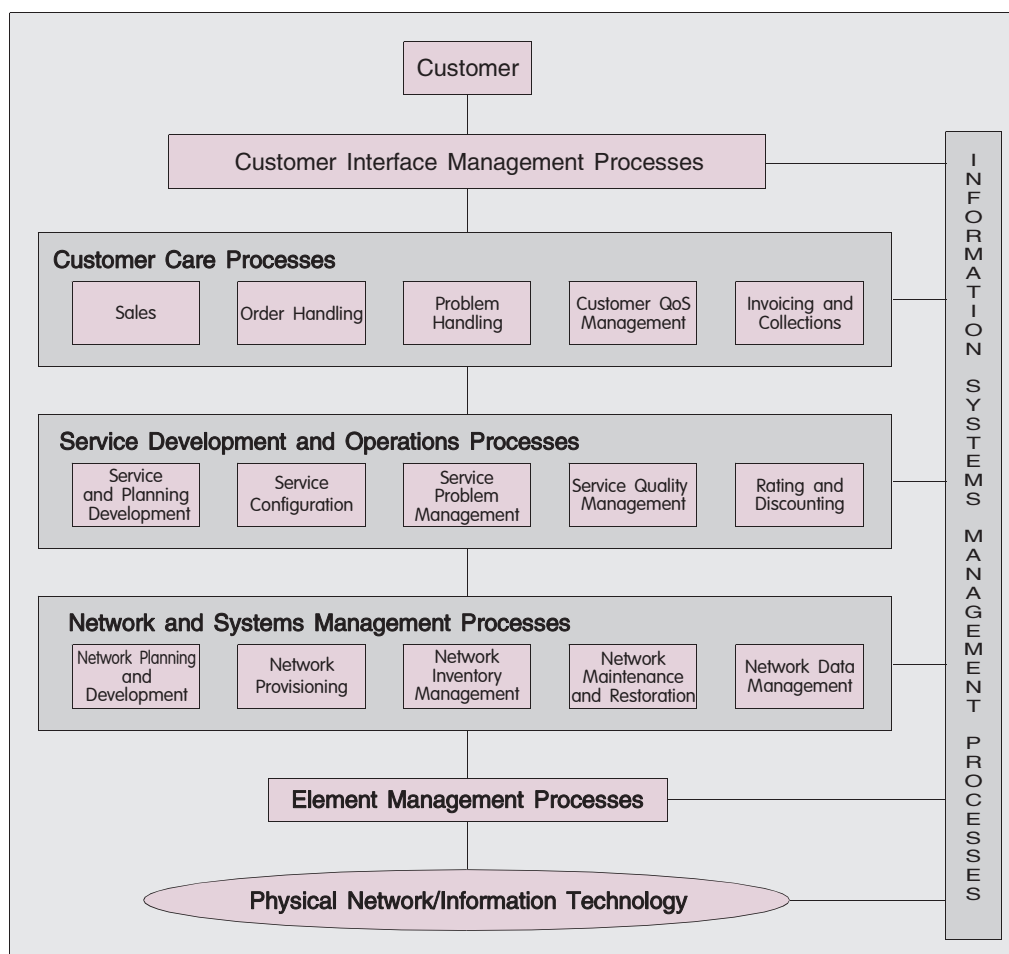 Customer
Customer Interface Management Processes
Customer Care Processes
Sales
Order Handling
Problem
Handling
Customer QoS
Management
Invoicing and
Collections
Service Development and Operations Processes
Service
and Planning
Development
Service
Configuration
Service
Problem
Management
Service Quality
Management
Rating and
Discounting
Network and Systems Management Processes
Network Planning
and
Development
Network
Provisioning
Network
Inventory
Management
Network
Maintenance
and Restoration
Network Data
Management
Element Management Processes
Physical Network/Information Technology
INFORMATION SYSTEMS MANAGEMENT PROCESSES